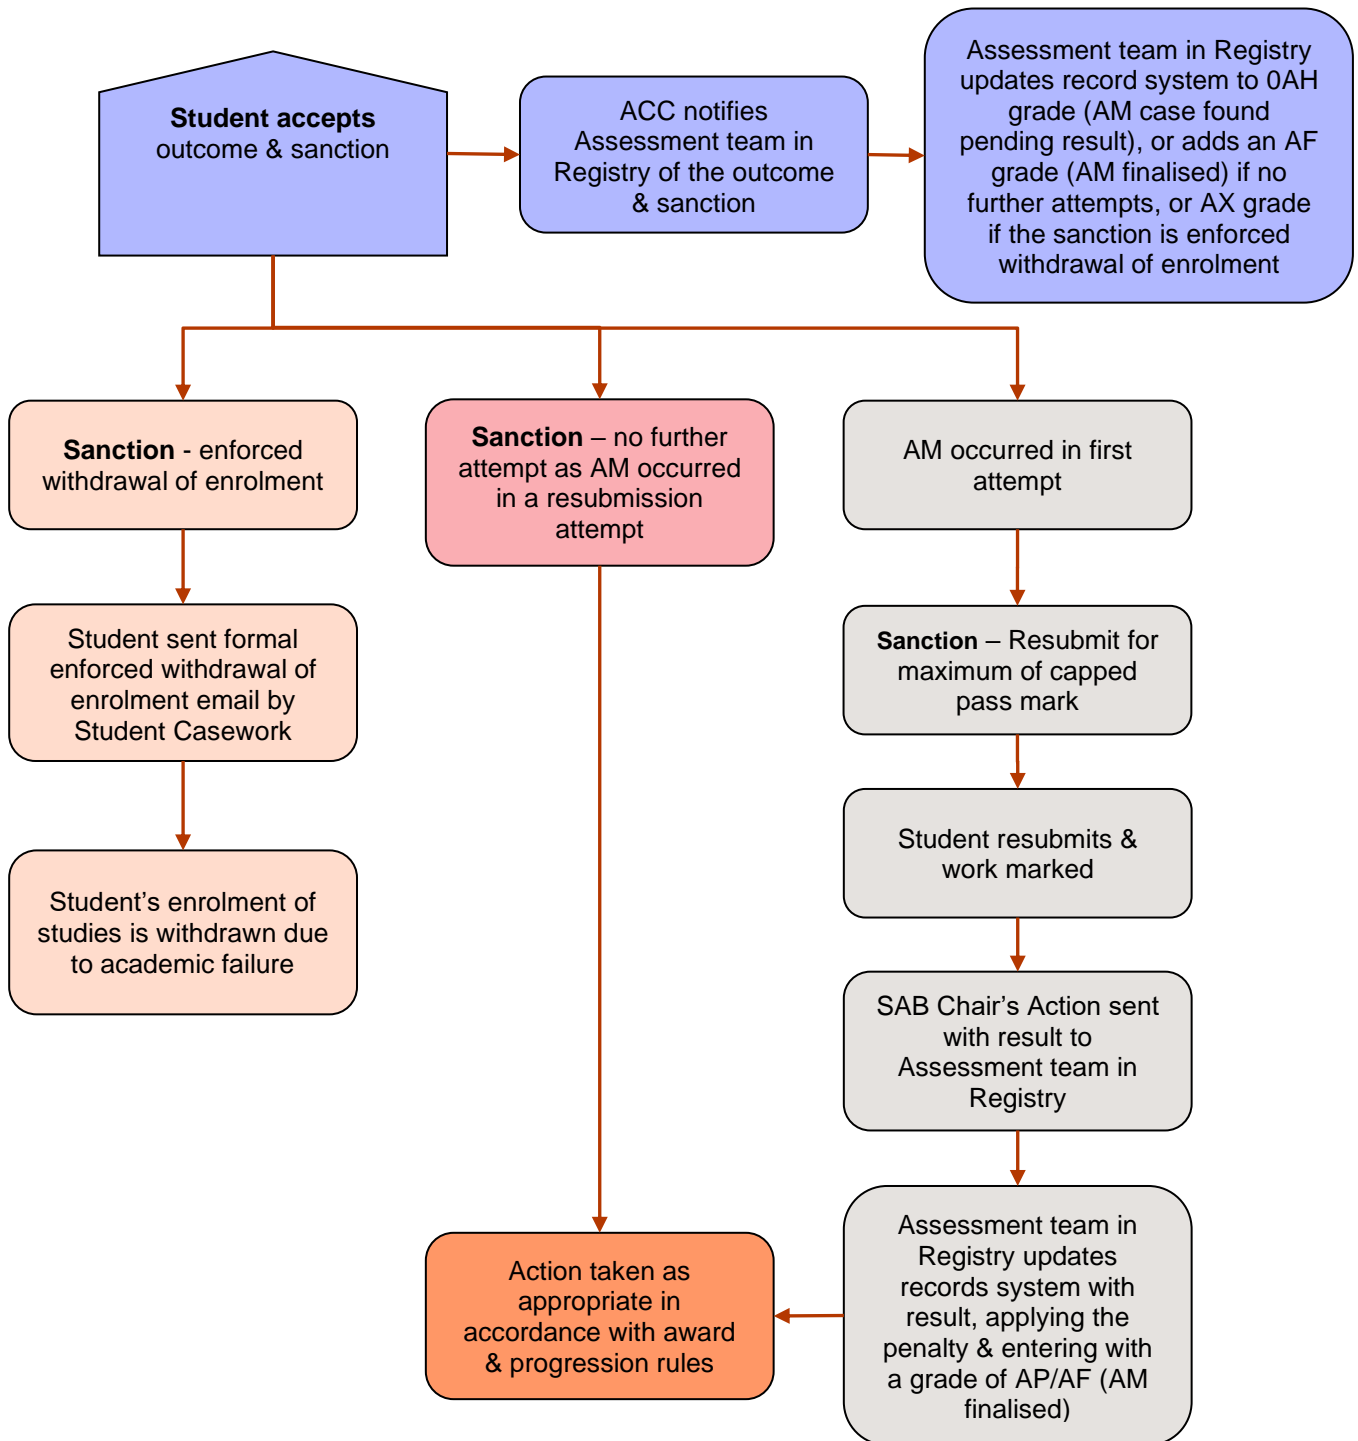 Student accepts
outcome & sanction
ACC notifies
Assessment team in
Registry of the outcome
& sanction
Assessment team in Registry
updates record system to 0AH
grade (AM case found
pending result), or adds an AF
grade (AM finalised) if no
further attempts, or AX grade
if the sanction is enforced
withdrawal of enrolment
Sanction - enforced
withdrawal of enrolment
Student sent formal
enforced withdrawal of
enrolment email by
Student Casework
Student’s enrolment of
studies is withdrawn due
to academic failure
Sanction – no further
attempt as AM occurred
in a resubmission
attempt
AM occurred in first
attempt
Sanction – Resubmit for
maximum of capped
pass mark
Student resubmits &
work marked
SAB Chair’s Action sent
with result to
Assessment team in
Registry
Assessment team in
Registry updates
records system with
result, applying the
penalty & entering with
a grade of AP/AF (AM
finalised)
Action taken as
appropriate in
accordance with award
& progression rules